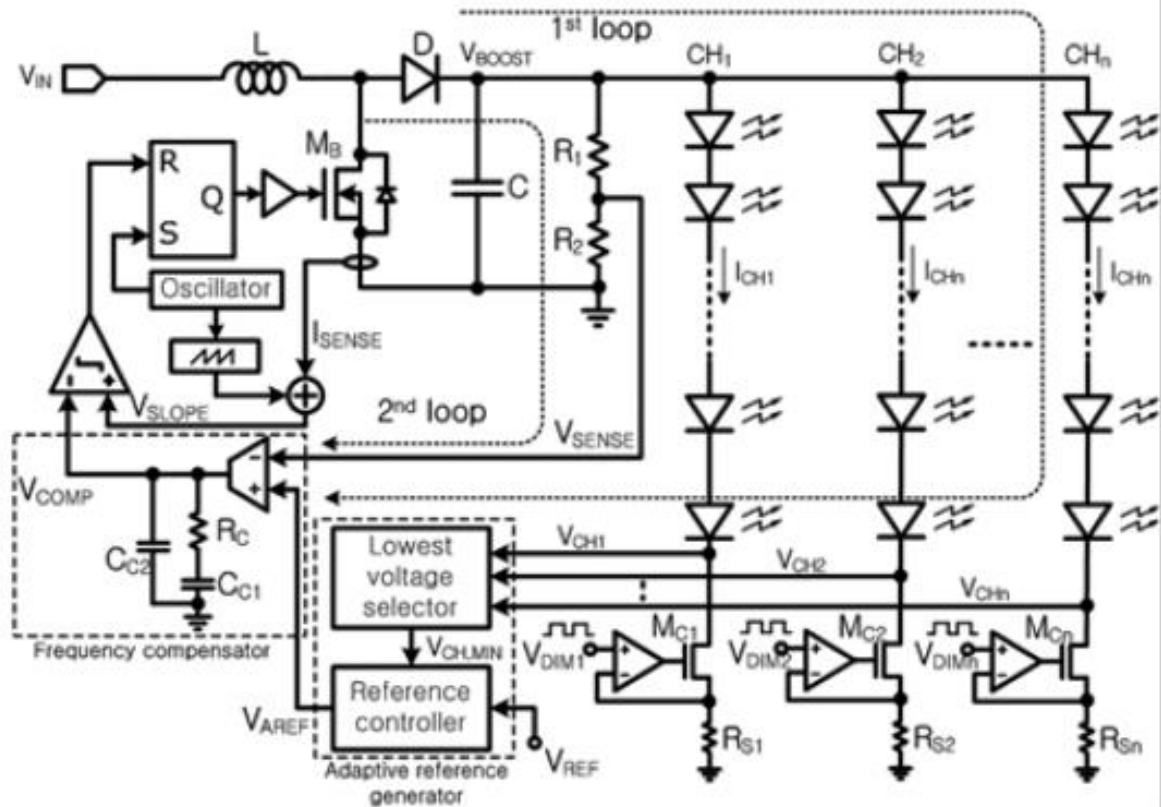 1st loop
L
D
VBOOST
CH1
CH2
CHn
VIN
MB
R1
R
Q
C
S
R2
Oscillator
ICH1
ICHn
ICHn
ISENSE
2nd loop
VSLOPE
VSENSE
VCOMP
−
+
RC
CC2
CC1
Frequency compensator
Lowest
voltage
selector
VCH1
VCH2
VCHn
VCH,MIN
MC1
MC2
MCn
VDIM1
VDIM2
VDIMn
+
−
+
−
+
−
Reference
controller
VAREF
VREF
RS1
RS2
RSn
Adaptive reference
generator